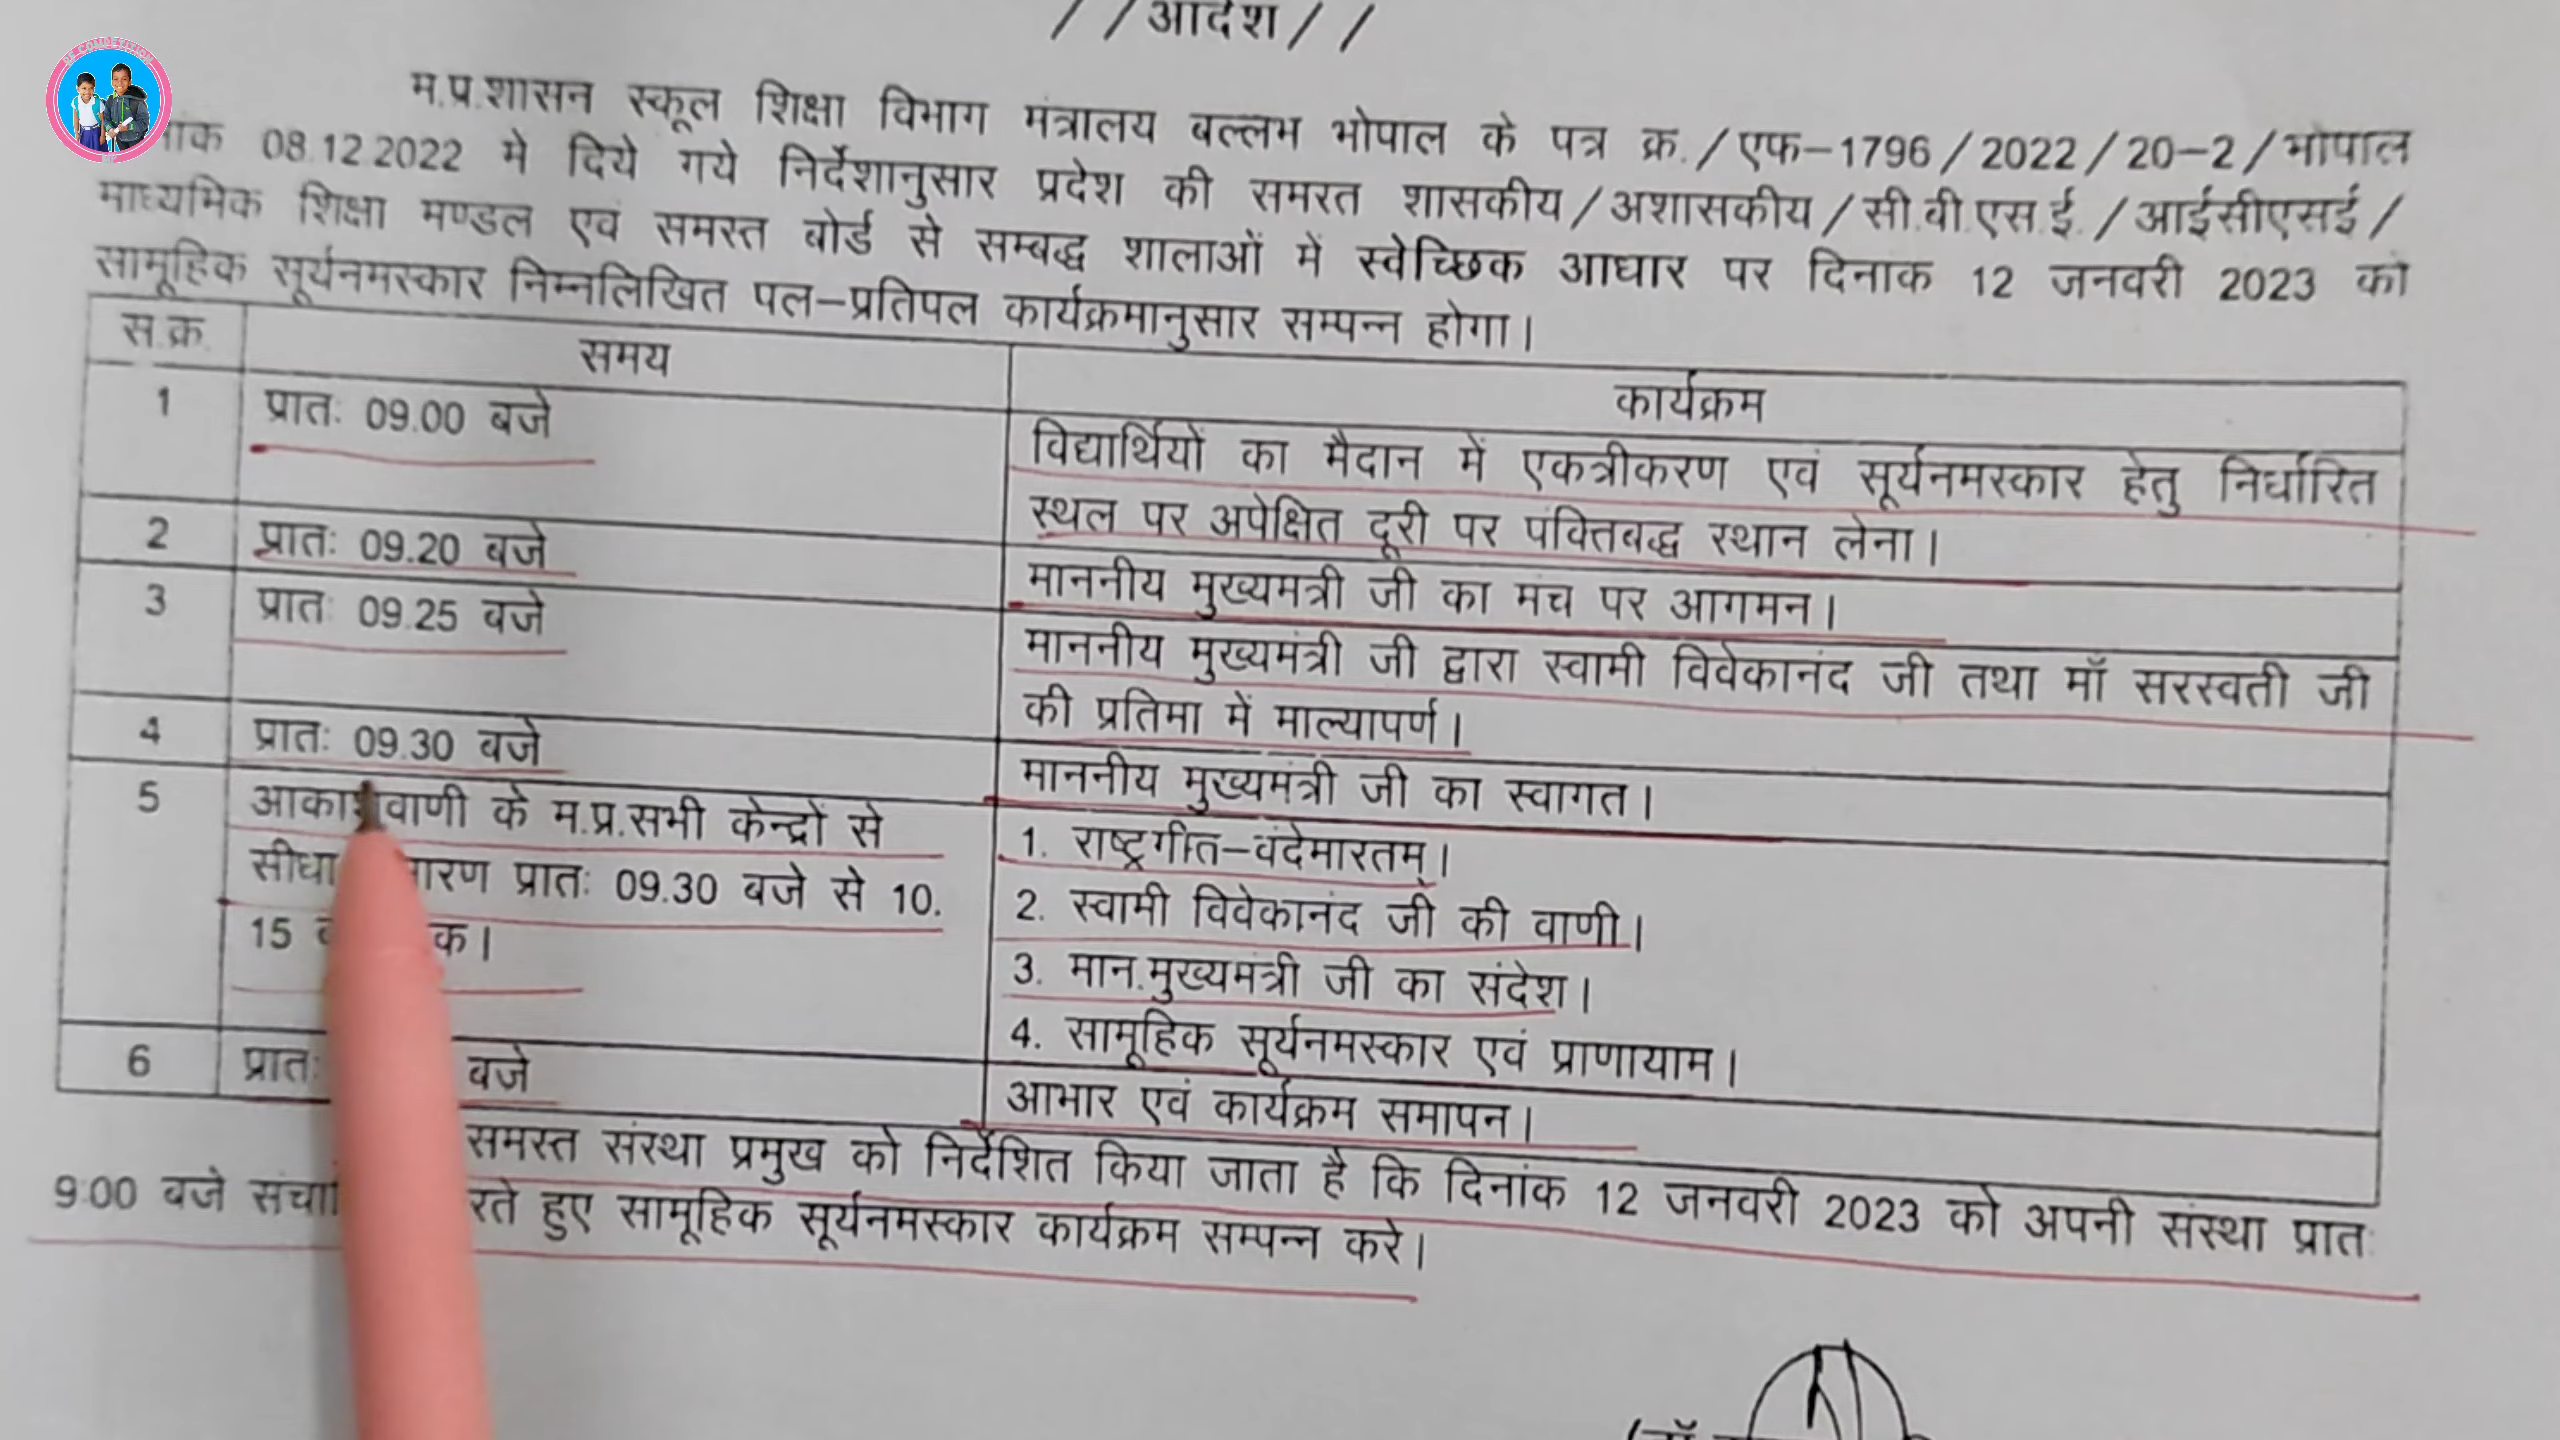 //आदेश//
म.प्र.शासन स्कूल शिक्षा विभाग मंत्रालय बल्लभ भोपाल के पत्र क्र./एफ-1796/2022/20-2/भोपाल
08.12.2022 मे दिये गये निर्देशानुसार प्रदेश की समस्त शासकीय/अशासकीय/सी.बी.एस.ई./आईसीएसई/
माध्यमिक शिक्षा मण्डल एवं समस्त बोर्ड से सम्बद्ध शालाओं में स्वेच्छिक आधार पर दिनाक 12 जनवरी 2023 को
सामूहिक सूर्यनमस्कार निम्नलिखित पल-प्रतिपल कार्यक्रमानुसार सम्पन्न होगा।
स.क्र. समय कार्यक्रम
1 प्रातः 09.00 बजे विद्यार्थियों का मैदान में एकत्रीकरण एवं सूर्यनमस्कार हेतु निर्धारित
स्थल पर अपेक्षित दूरी पर पंक्तिबद्ध स्थान लेना।
2 प्रातः 09.20 बजे माननीय मुख्यमंत्री जी का मंच पर आगमन।
3 प्रातः 09.25 बजे माननीय मुख्यमंत्री जी द्वारा स्वामी विवेकानंद जी तथा माँ सरस्वती जी
की प्रतिमा में माल्यापर्ण।
4 प्रातः 09.30 बजे माननीय मुख्यमंत्री जी का स्वागत।
5 आकाशवाणी के म.प्र.सभी केन्द्रों से
सीधा प्रातः 09.30 बजे से 10.
15
1. राष्ट्रगीत-वंदेमारतम्।
2. स्वामी विवेकानंद जी की वाणी।
3. मान.मुख्यमंत्री जी का संदेश।
4. सामूहिक सूर्यनमस्कार एवं प्राणायाम।
6 प्रातः बजे आभार एवं कार्यक्रम समापन।
समस्त संस्था प्रमुख को निर्देशित किया जाता है कि दिनांक 12 जनवरी 2023 को अपनी संस्था प्रातः
9:00 बजे हुए सामूहिक सूर्यनमस्कार कार्यक्रम सम्पन्न करे।